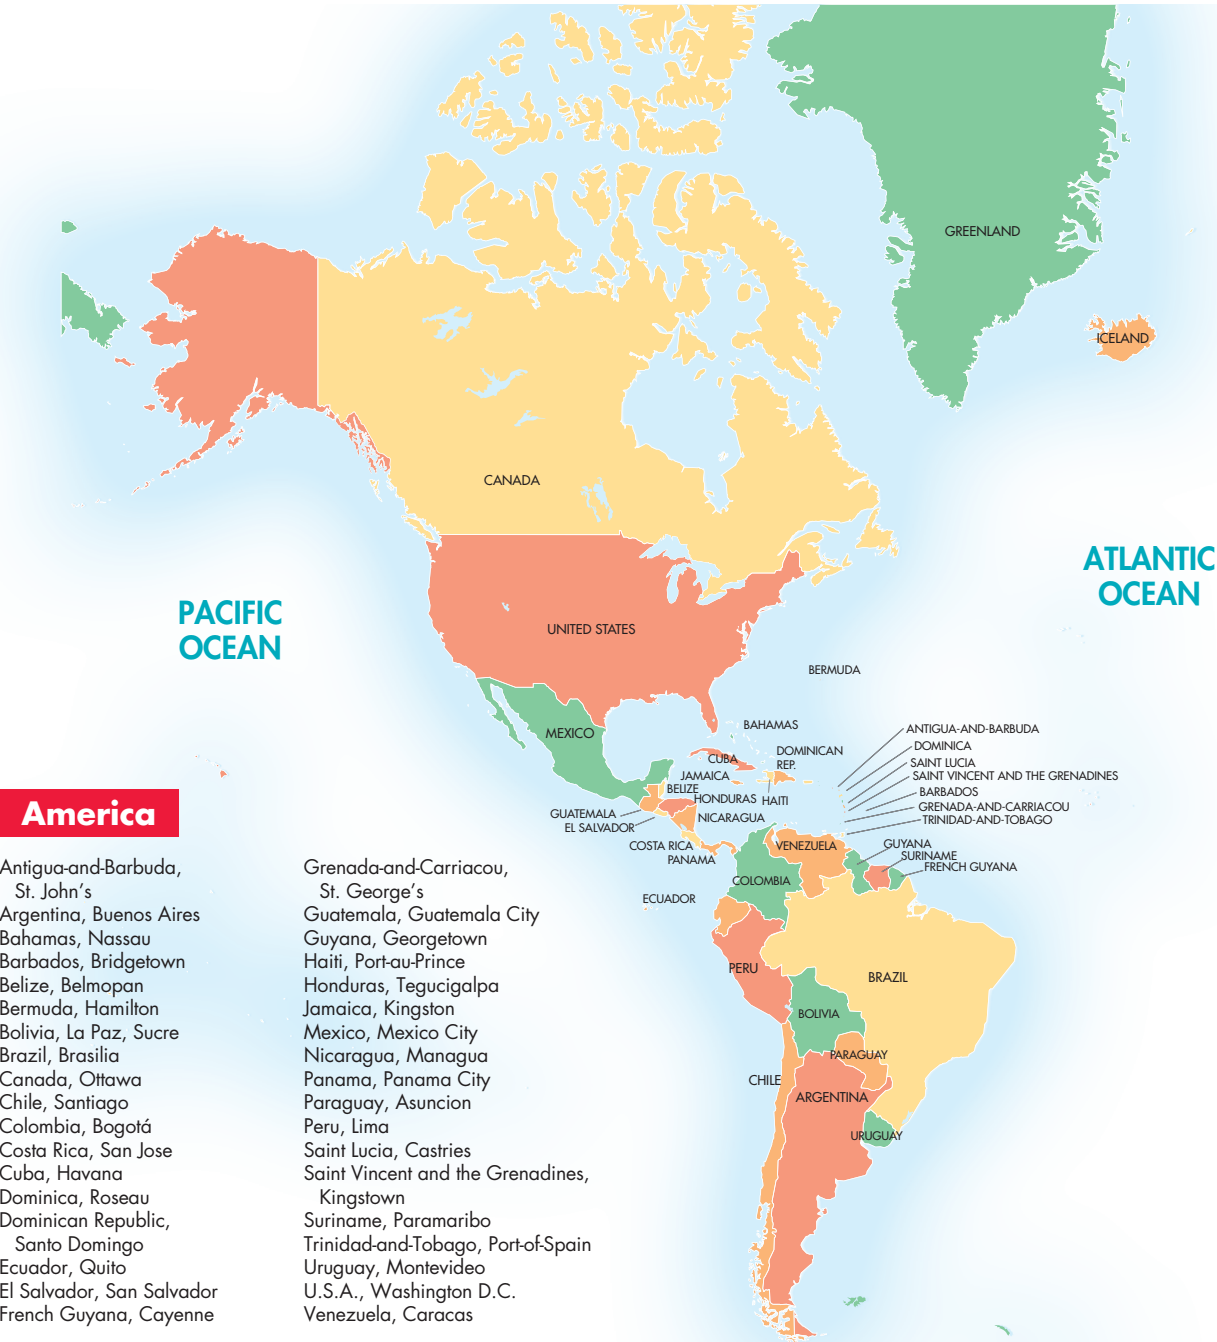 GREENLAND
ICELAND
CANADA
ATLANTIC
OCEAN
PACIFIC
OCEAN
UNITED STATES
BERMUDA
MEXICO
BAHAMAS
CUBA
DOMINICAN
REP.
JAMAICA
BELIZE
HONDURAS
HAITI
NICARAGUA
GUATEMALA
EL SALVADOR
COSTA RICA
PANAMA
ANTIGUA-AND-BARBUDA
DOMINICA
SAINT LUCIA
SAINT VINCENT AND THE GRENADINES
BARBADOS
GRENADA-AND-CARRIACOU
TRINIDAD-AND-TOBAGO
VENEZUELA
GUYANA
SURINAME
FRENCH GUYANA
COLOMBIA
ECUADOR
PERU
BRAZIL
BOLIVIA
PARAGUAY
CHILE
ARGENTINA
URUGUAY
America
Antigua-and-Barbuda,
St. John's
Argentina, Buenos Aires
Bahamas, Nassau
Barbados, Bridgetown
Belize, Belmopan
Bermuda, Hamilton
Bolivia, La Paz, Sucre
Brazil, Brasilia
Canada, Ottawa
Chile, Santiago
Colombia, Bogotá
Costa Rica, San Jose
Cuba, Havana
Dominica, Roseau
Dominican Republic,
Santo Domingo
Ecuador, Quito
El Salvador, San Salvador
French Guyana, Cayenne
Grenada-and-Carriacou,
St. George's
Guatemala, Guatemala City
Guyana, Georgetown
Haiti, Port-au-Prince
Honduras, Tegucigalpa
Jamaica, Kingston
Mexico, Mexico City
Nicaragua, Managua
Panama, Panama City
Paraguay, Asuncion
Peru, Lima
Saint Lucia, Castries
Saint Vincent and the Grenadines,
Kingstown
Suriname, Paramaribo
Trinidad-and-Tobago, Port-of-Spain
Uruguay, Montevideo
U.S.A., Washington D.C.
Venezuela, Caracas